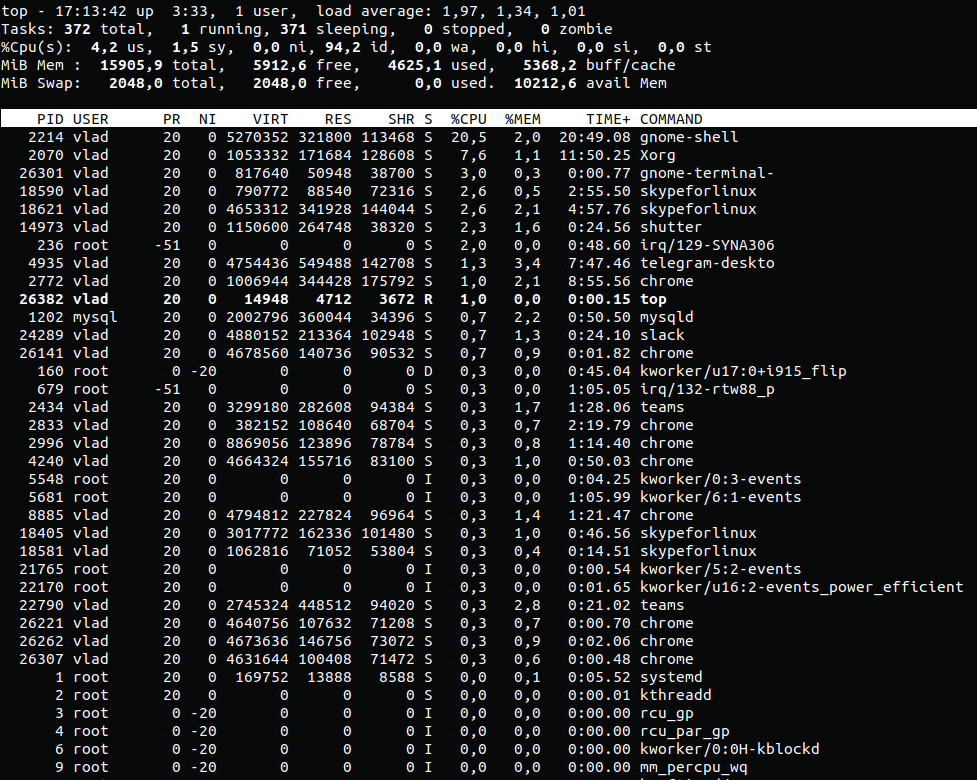 top - 17:13:42 up  3:33,  1 user,  load average: 1,97, 1,34, 1,01
Tasks: 372 total,   1 running, 371 sleeping,   0 stopped,   0 zombie
%Cpu(s):  4,2 us,  1,5 sy,  0,0 ni, 94,2 id,  0,0 wa,  0,0 hi,  0,0 si,  0,0 st
MiB Mem :  15905,9 total,   5912,6 free,   4625,1 used,   5368,2 buff/cache
MiB Swap:   2048,0 total,   2048,0 free,      0,0 used.  10212,6 avail Mem
PID USER      PR  NI    VIRT    RES    SHR S  %CPU  %MEM     TIME+ COMMAND
2214 vlad      20   0 5270352 321800 113468 S  20,5   2,0  20:49.08 gnome-shell
2070 vlad      20   0 1053332 171684 128608 S   7,6   1,1  11:50.25 Xorg
26301 vlad      20   0  817640  50948  38700 S   3,0   0,3   0:00.77 gnome-terminal-
18590 vlad      20   0  790772  88540  72316 S   2,6   0,5   2:55.50 skypeforlinux
18621 vlad      20   0 4653312 341928 144044 S   2,6   2,1   4:57.76 skypeforlinux
14973 vlad      20   0 1150600 264748  38320 S   2,3   1,6   0:24.56 shutter
236 root     -51   0       0      0      0 S   2,0   0,0   0:48.60 irq/129-SYNA306
4935 vlad      20   0 4754436 549488 142708 S   1,3   3,4   7:47.46 telegram-deskto
2772 vlad      20   0 1006944 344428 175792 S   1,0   2,1   8:55.56 chrome
26382 vlad      20   0   14948   4712   3672 R   1,0   0,0   0:00.15 top
1202 mysql     20   0 2002796 360044  34396 S   0,7   2,2   0:50.50 mysqld
24289 vlad      20   0 4880152 213364 102948 S   0,7   1,3   0:24.10 slack
26141 vlad      20   0 4678560 140736  90532 S   0,7   0,9   0:01.82 chrome
160 root       0 -20       0      0      0 D   0,3   0,0   0:45.04 kworker/u17:0+i915_flip
679 root     -51   0       0      0      0 S   0,3   0,0   1:05.05 irq/132-rtw88_p
2434 vlad      20   0 3299180 282608  94384 S   0,3   1,7   1:28.06 teams
2833 vlad      20   0  382152 108640  68704 S   0,3   0,7   2:19.79 chrome
2996 vlad      20   0 8869056 123896  78784 S   0,3   0,8   1:14.40 chrome
4240 vlad      20   0 4664324 155716  83100 S   0,3   1,0   0:50.03 chrome
5548 root      20   0       0      0      0 I   0,3   0,0   0:04.25 kworker/0:3-events
5681 root      20   0       0      0      0 I   0,3   0,0   1:05.99 kworker/6:1-events
8885 vlad      20   0 4794812 227824  96964 S   0,3   1,4   1:21.47 chrome
18405 vlad      20   0 3017772 162336 101480 S   0,3   1,0   0:46.56 skypeforlinux
18581 vlad      20   0 1062816  71052  53804 S   0,3   0,4   0:14.51 skypeforlinux
21765 root      20   0       0      0      0 I   0,3   0,0   0:00.54 kworker/5:2-events
22170 root      20   0       0      0      0 I   0,3   0,0   0:01.65 kworker/u16:2-events_power_efficient
22790 vlad      20   0 2745324 448512  94020 S   0,3   2,8   0:21.02 teams
26221 vlad      20   0 4640756 107632  71208 S   0,3   0,7   0:00.70 chrome
26262 vlad      20   0 4673636 146756  73072 S   0,3   0,9   0:02.06 chrome
26307 vlad      20   0 4631644 100408  71472 S   0,3   0,6   0:00.48 chrome
1 root      20   0  169752  13888   8588 S   0,0   0,1   0:05.52 systemd
2 root      20   0       0      0      0 S   0,0   0,0   0:00.01 kthreadd
3 root       0 -20       0      0      0 I   0,0   0,0   0:00.00 rcu_gp
4 root       0 -20       0      0      0 I   0,0   0,0   0:00.00 rcu_par_gp
6 root       0 -20       0      0      0 I   0,0   0,0   0:00.00 kworker/0:0H-kblockd
9 root       0 -20       0      0      0 I   0,0   0,0   0:00.00 mm_percpu_wq